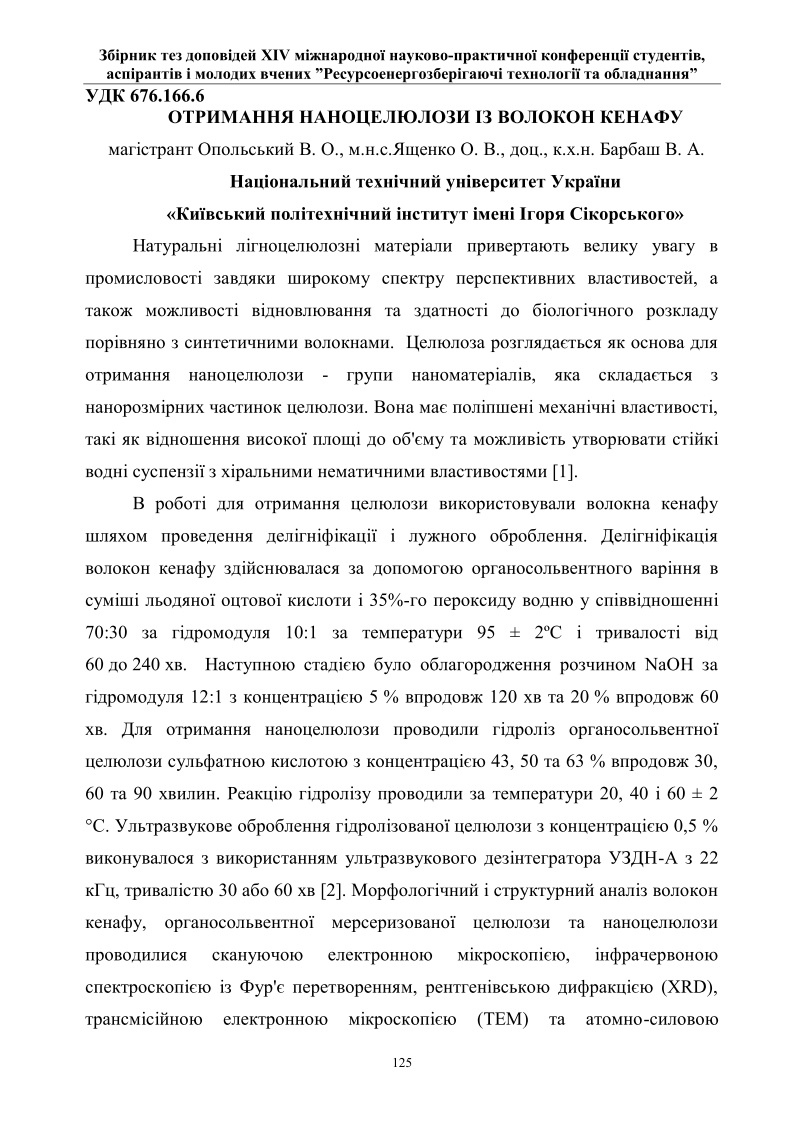 Збірник тез доповідей XIV міжнародної науково-практичної конференції студентів,
аспірантів і молодих вчених ”Ресурсоенергозберігаючі технології та обладнання”
УДК 676.166.6
ОТРИМАННЯ НАНОЦЕЛЮЛОЗИ ІЗ ВОЛОКОН КЕНАФУ
магістрант Опольський В. О., м.н.с.Ященко О. В., доц., к.х.н. Барбаш В. А.
Національний технічний університет України
«Київський політехнічний інститут імені Ігоря Сікорського»
Натуральні лігноцелюлозні матеріали привертають велику увагу в
промисловості завдяки широкому спектру перспективних властивостей, а
також можливості відновлювання та здатності до біологічного розкладу
порівняно з синтетичними волокнами.  Целюлоза розглядається як основа для
отримання наноцелюлози - групи наноматеріалів, яка складається з
нанорозмірних частинок целюлози. Вона має поліпшені механічні властивості,
такі як відношення високої площі до об'єму та можливість утворювати стійкі
водні суспензії з хіральними нематичними властивостями [1].
В роботі для отримання целюлози використовували волокна кенафу
шляхом проведення делігніфікації і лужного оброблення. Делігніфікація
волокон кенафу здійснювалася за допомогою органосольвентного варіння в
суміші льодяної оцтової кислоти і 35%-го пероксиду водню у співвідношенні
70:30 за гідромодуля 10:1 за температури 95 ± 2ºС і тривалості від
60 до 240 хв.  Наступною стадією було облагородження розчином NaOH за
гідромодуля 12:1 з концентрацією 5 % впродовж 120 хв та 20 % впродовж 60
хв. Для отримання наноцелюлози проводили гідроліз органосольвентної
целюлози сульфатною кислотою з концентрацією 43, 50 та 63 % впродовж 30,
60 та 90 хвилин. Реакцію гідролізу проводили за температури 20, 40 і 60 ± 2
°С. Ультразвукове оброблення гідролізованої целюлози з концентрацією 0,5 %
виконувалося з використанням ультразвукового дезінтегратора УЗДН-А з 22
кГц, тривалістю 30 або 60 хв [2]. Морфологічний і структурний аналіз волокон
кенафу, органосольвентної мерсеризованої целюлози та наноцелюлози
проводилися скануючою електронною мікроскопією, інфрачервоною
спектроскопією із Фур'є перетворенням, рентгенівською дифракцією (XRD),
трансмісійною електронною мікроскопією (ТЕМ) та атомно-силовою
125